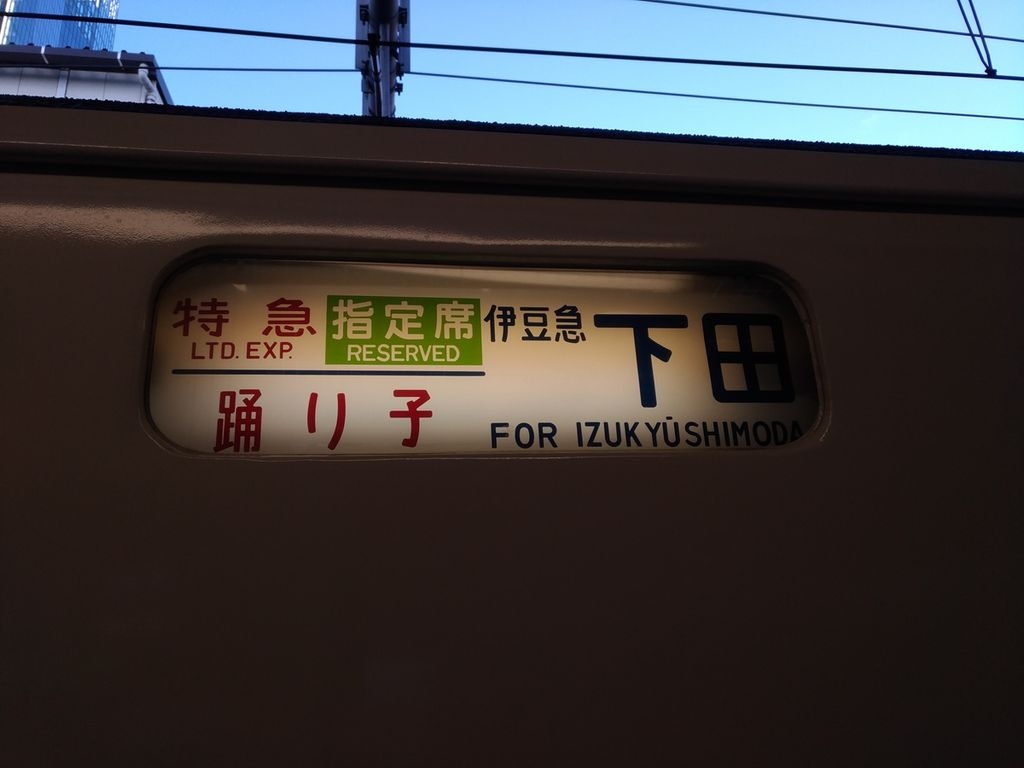 特急 指定席
LTD. EXP. RESERVED
踊り子
伊豆急下田
FOR IZUKYŪSHIMODA